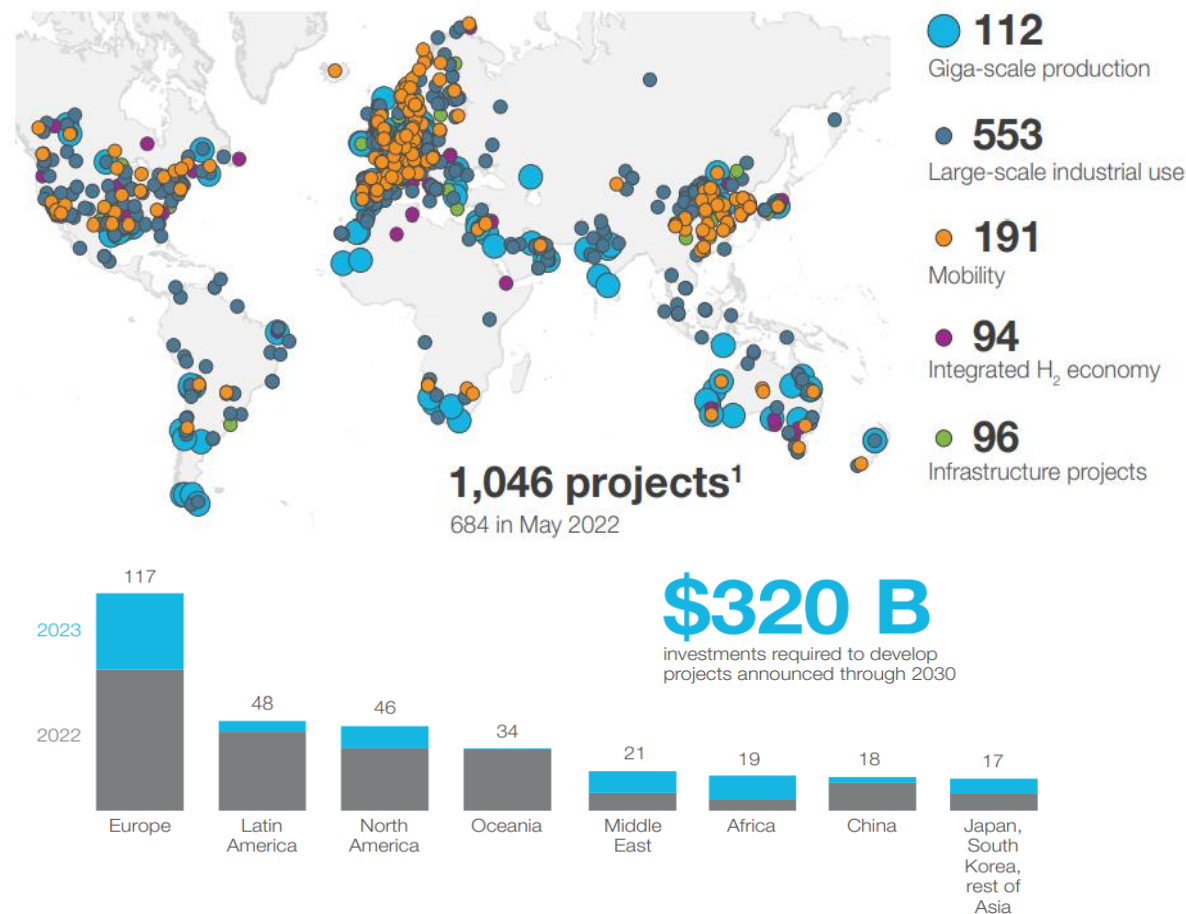 112
Giga-scale production
553
Large-scale industrial use
191
Mobility
94
Integrated H₂ economy
96
Infrastructure projects
1,046 projects¹
684 in May 2022
$320 B
investments required to develop
projects announced through 2030
2023
2022
117
48
46
34
21
19
18
17
Europe
Latin
America
North
America
Oceania
Middle
East
Africa
China
Japan,
South
Korea,
rest of
Asia